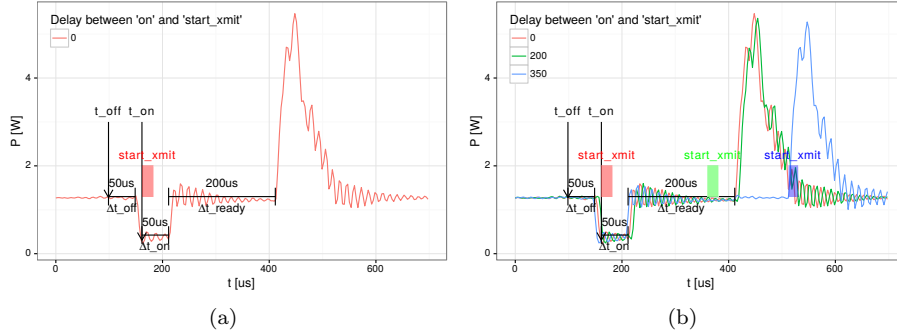 Delay between 'on' and 'start_xmit'
0
t_off t_on
start_xmit
50us
200us
Δt_off
Δt_ready
50us
Δt_on
P [W]
0
2
4
0
200
400
600
t [us]
(a)
Delay between 'on' and 'start_xmit'
0
200
350
t_off t_on
start_xmit
start_xmit
start_xmit
50us
200us
Δt_off
Δt_ready
50us
Δt_on
P [W]
0
2
4
0
200
400
600
t [us]
(b)